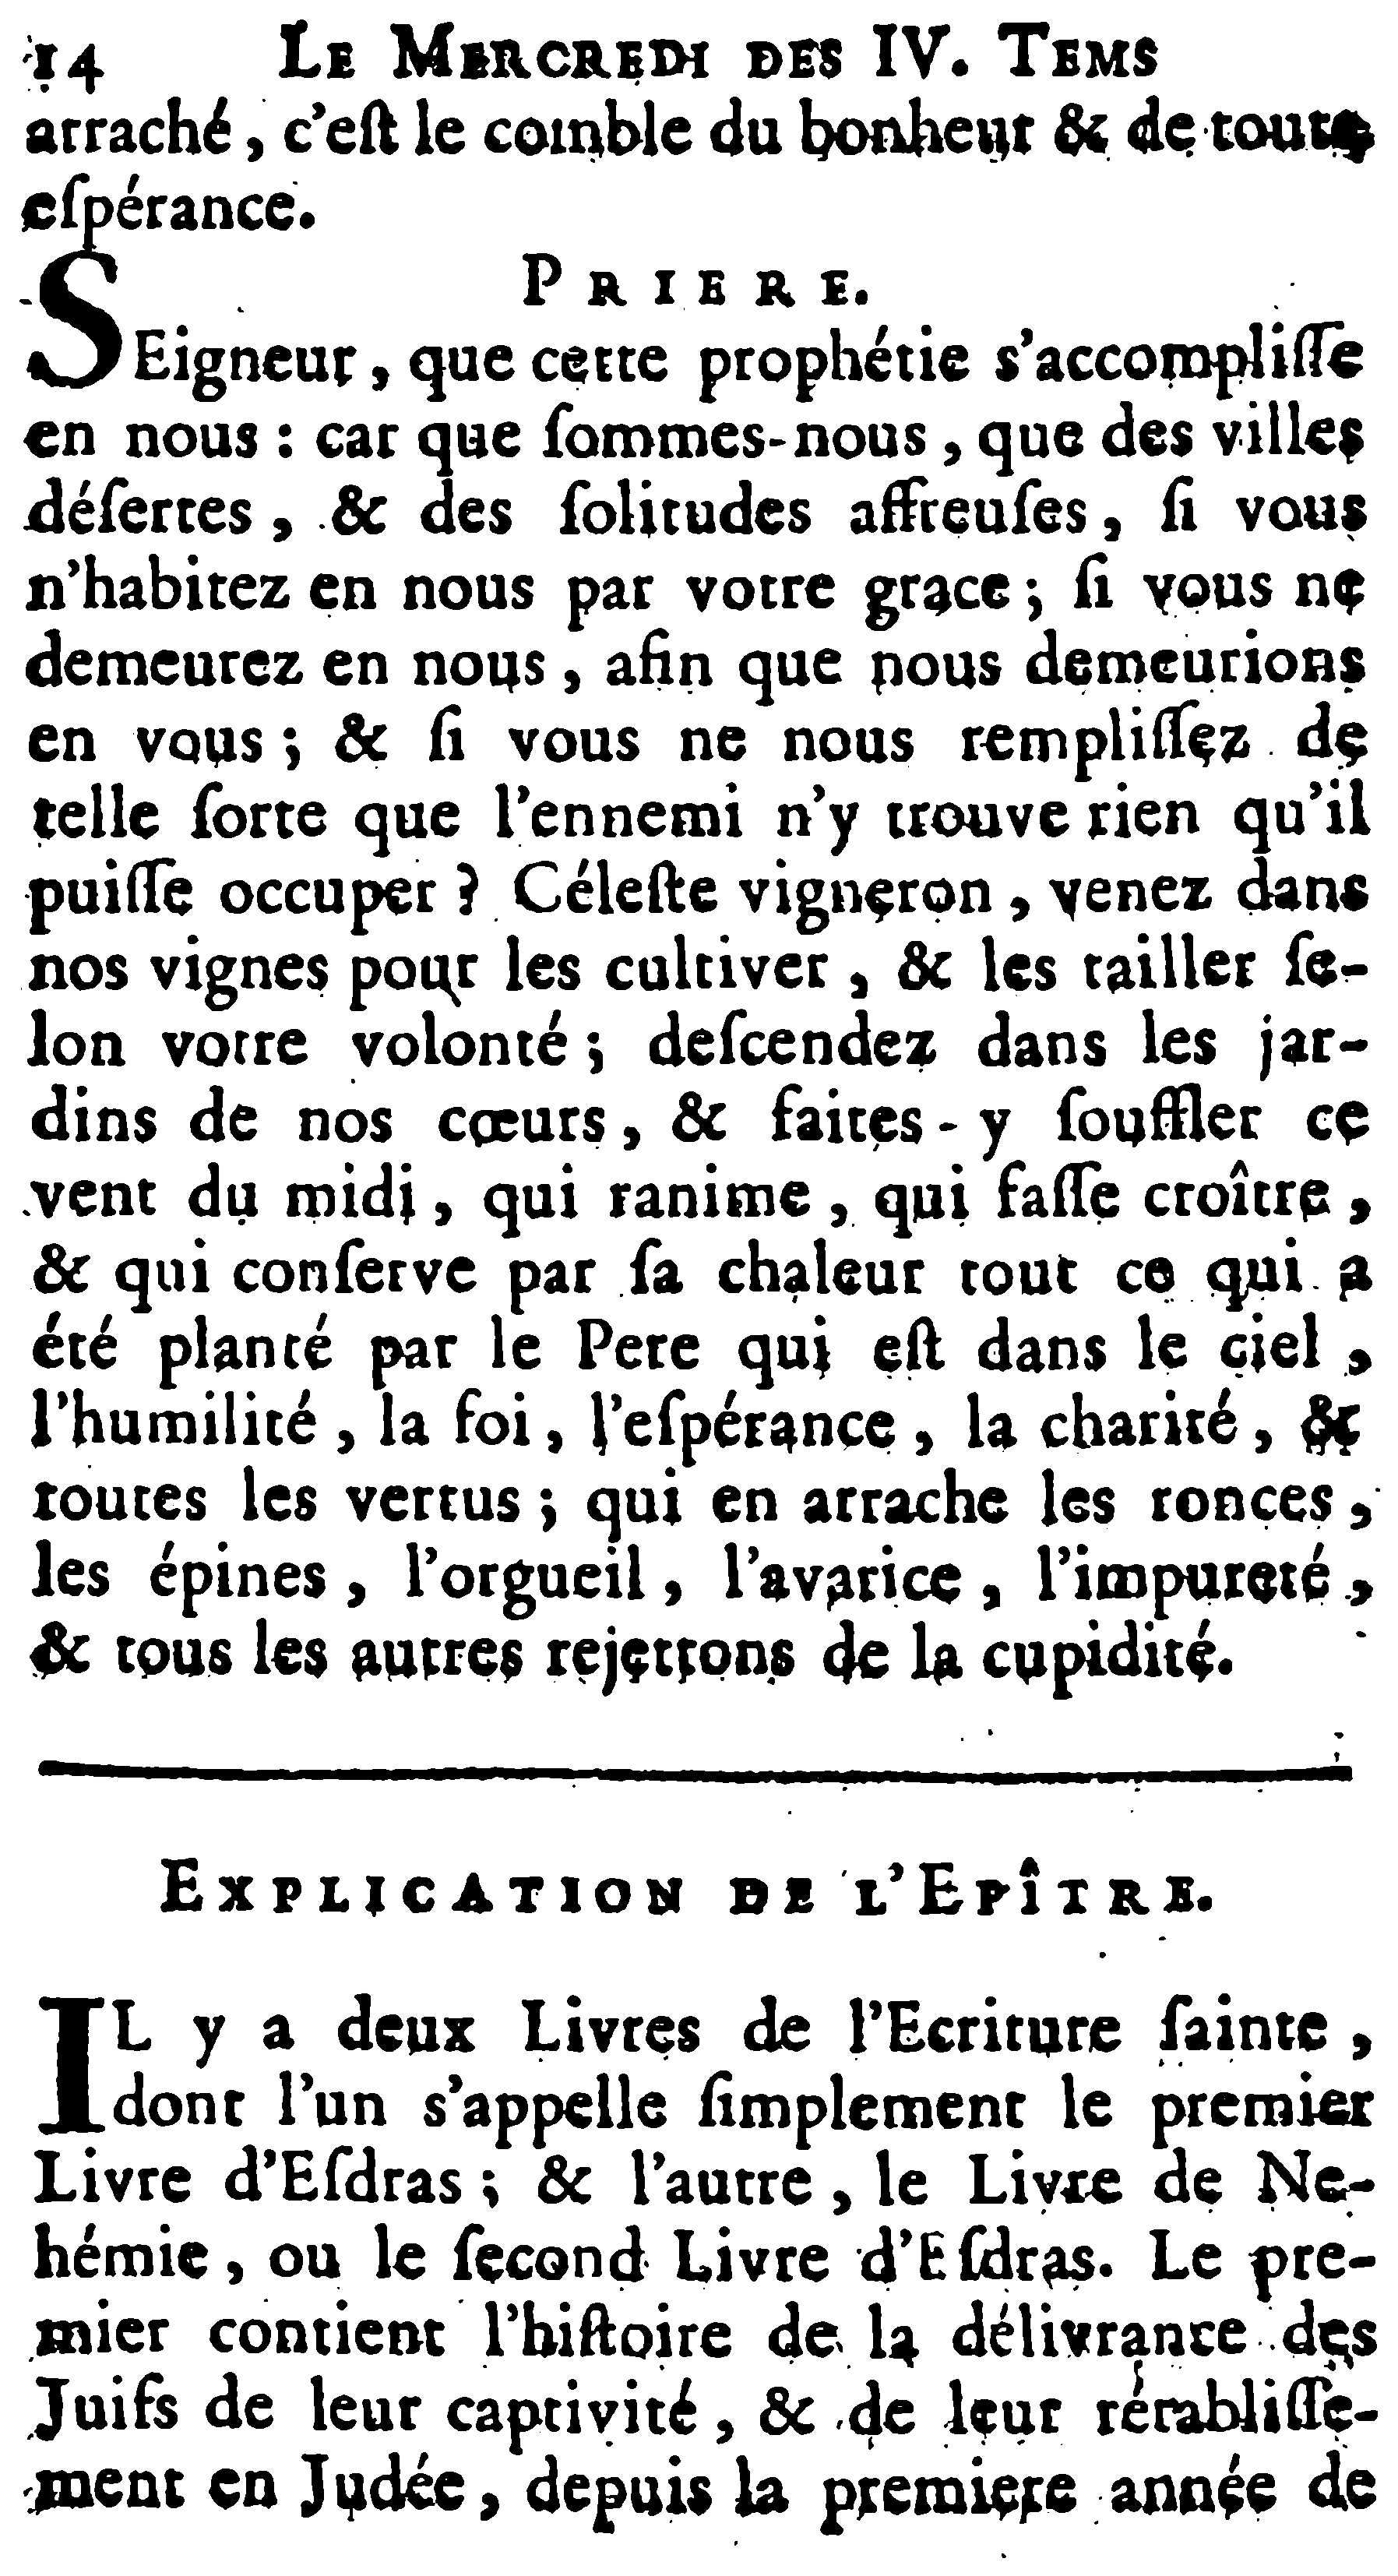 14 LE MERCREDI DES IV. TEMS
arraché, c'eſt le comble du bonheur & de toute
eſpérance.
PRIERE.
SEigneur, que cette prophétie s'accompliſſe
en nous : car que ſommes-nous, que des villes
déſertes, & des ſolitudes affreuſes, ſi vous
n'habitez en nous par votre grace ; ſi vous ne
demeurez en nous, afin que nous demeurions
en vous ; & ſi vous ne nous rempliſſez de
telle ſorte que l'ennemi n'y trouve rien qu'il
puiſſe occuper ? Céleſte vigneron, venez dans
nos vignes pour les cultiver, & les tailler ſe-
lon votre volonté ; deſcendez dans les jar-
dins de nos cœurs, & faites-y ſouffler ce
vent du midi, qui ranime, qui faſſe croître,
& qui conſerve par ſa chaleur tout ce qui a
été planté par le Pere qui eſt dans le ciel,
l'humilité, la foi, l'eſpérance, la charité, &
toutes les vertus ; qui en arrache les ronces,
les épines, l'orgueil, l'avarice, l'impureté,
& tous les autres rejettons de la cupidité.
EXPLICATION DE L'EPÎTRE.
IL y a deux Livres de l'Ecriture ſainte,
dont l'un s'appelle ſimplement le premier
Livre d'Eſdras ; & l'autre, le Livre de Ne-
hémie, ou le ſecond Livre d'Eſdras. Le pre-
mier contient l'hiſtoire de la délivrance des
Juifs de leur captivité, & de leur rétabliſſe-
ment en Judée, depuis la premiere année de